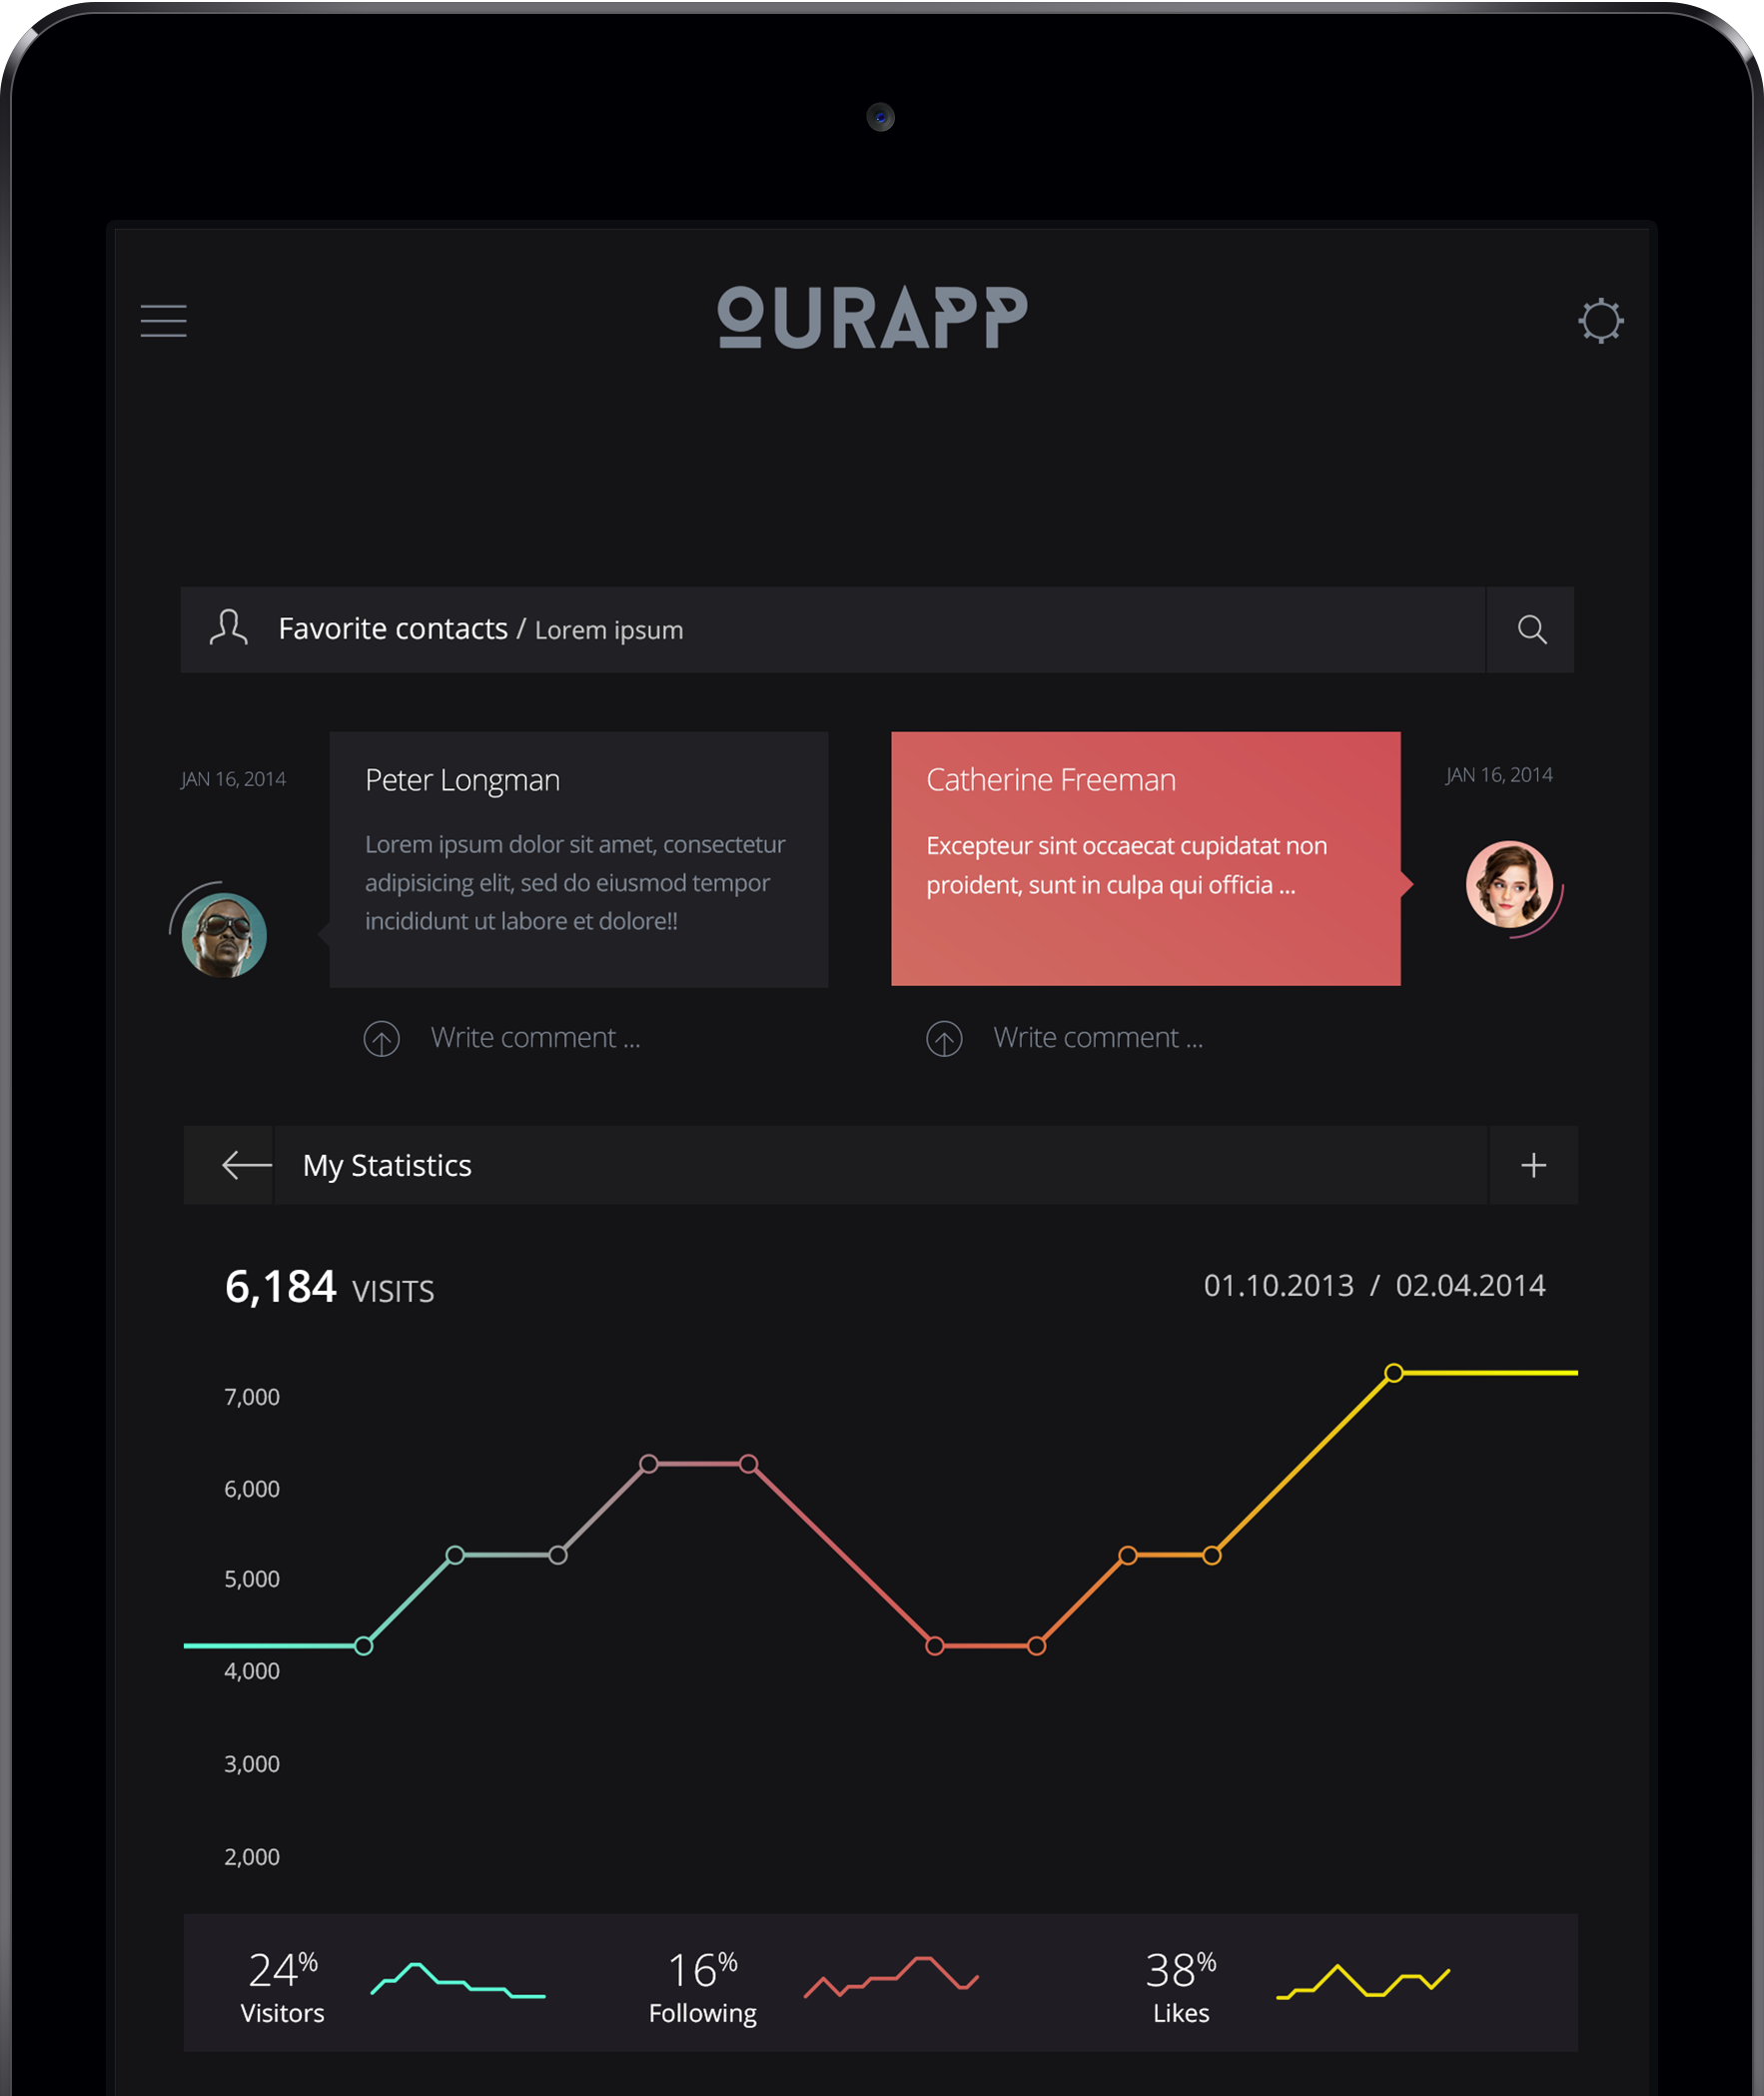 OURAPP
Favorite contacts / Lorem ipsum
JAN 16, 2014
Peter Longman
Lorem ipsum dolor sit amet, consectetur
adipisicing elit, sed do eiusmod tempor
incididunt ut labore et dolore!!
Write comment ...
Catherine Freeman
Excepteur sint occaecat cupidatat non
proident, sunt in culpa qui officia ...
JAN 16, 2014
Write comment ...
My Statistics
6,184 VISITS
01.10.2013 / 02.04.2014
7,000
6,000
5,000
4,000
3,000
2,000
24%
Visitors
16%
Following
38%
Likes